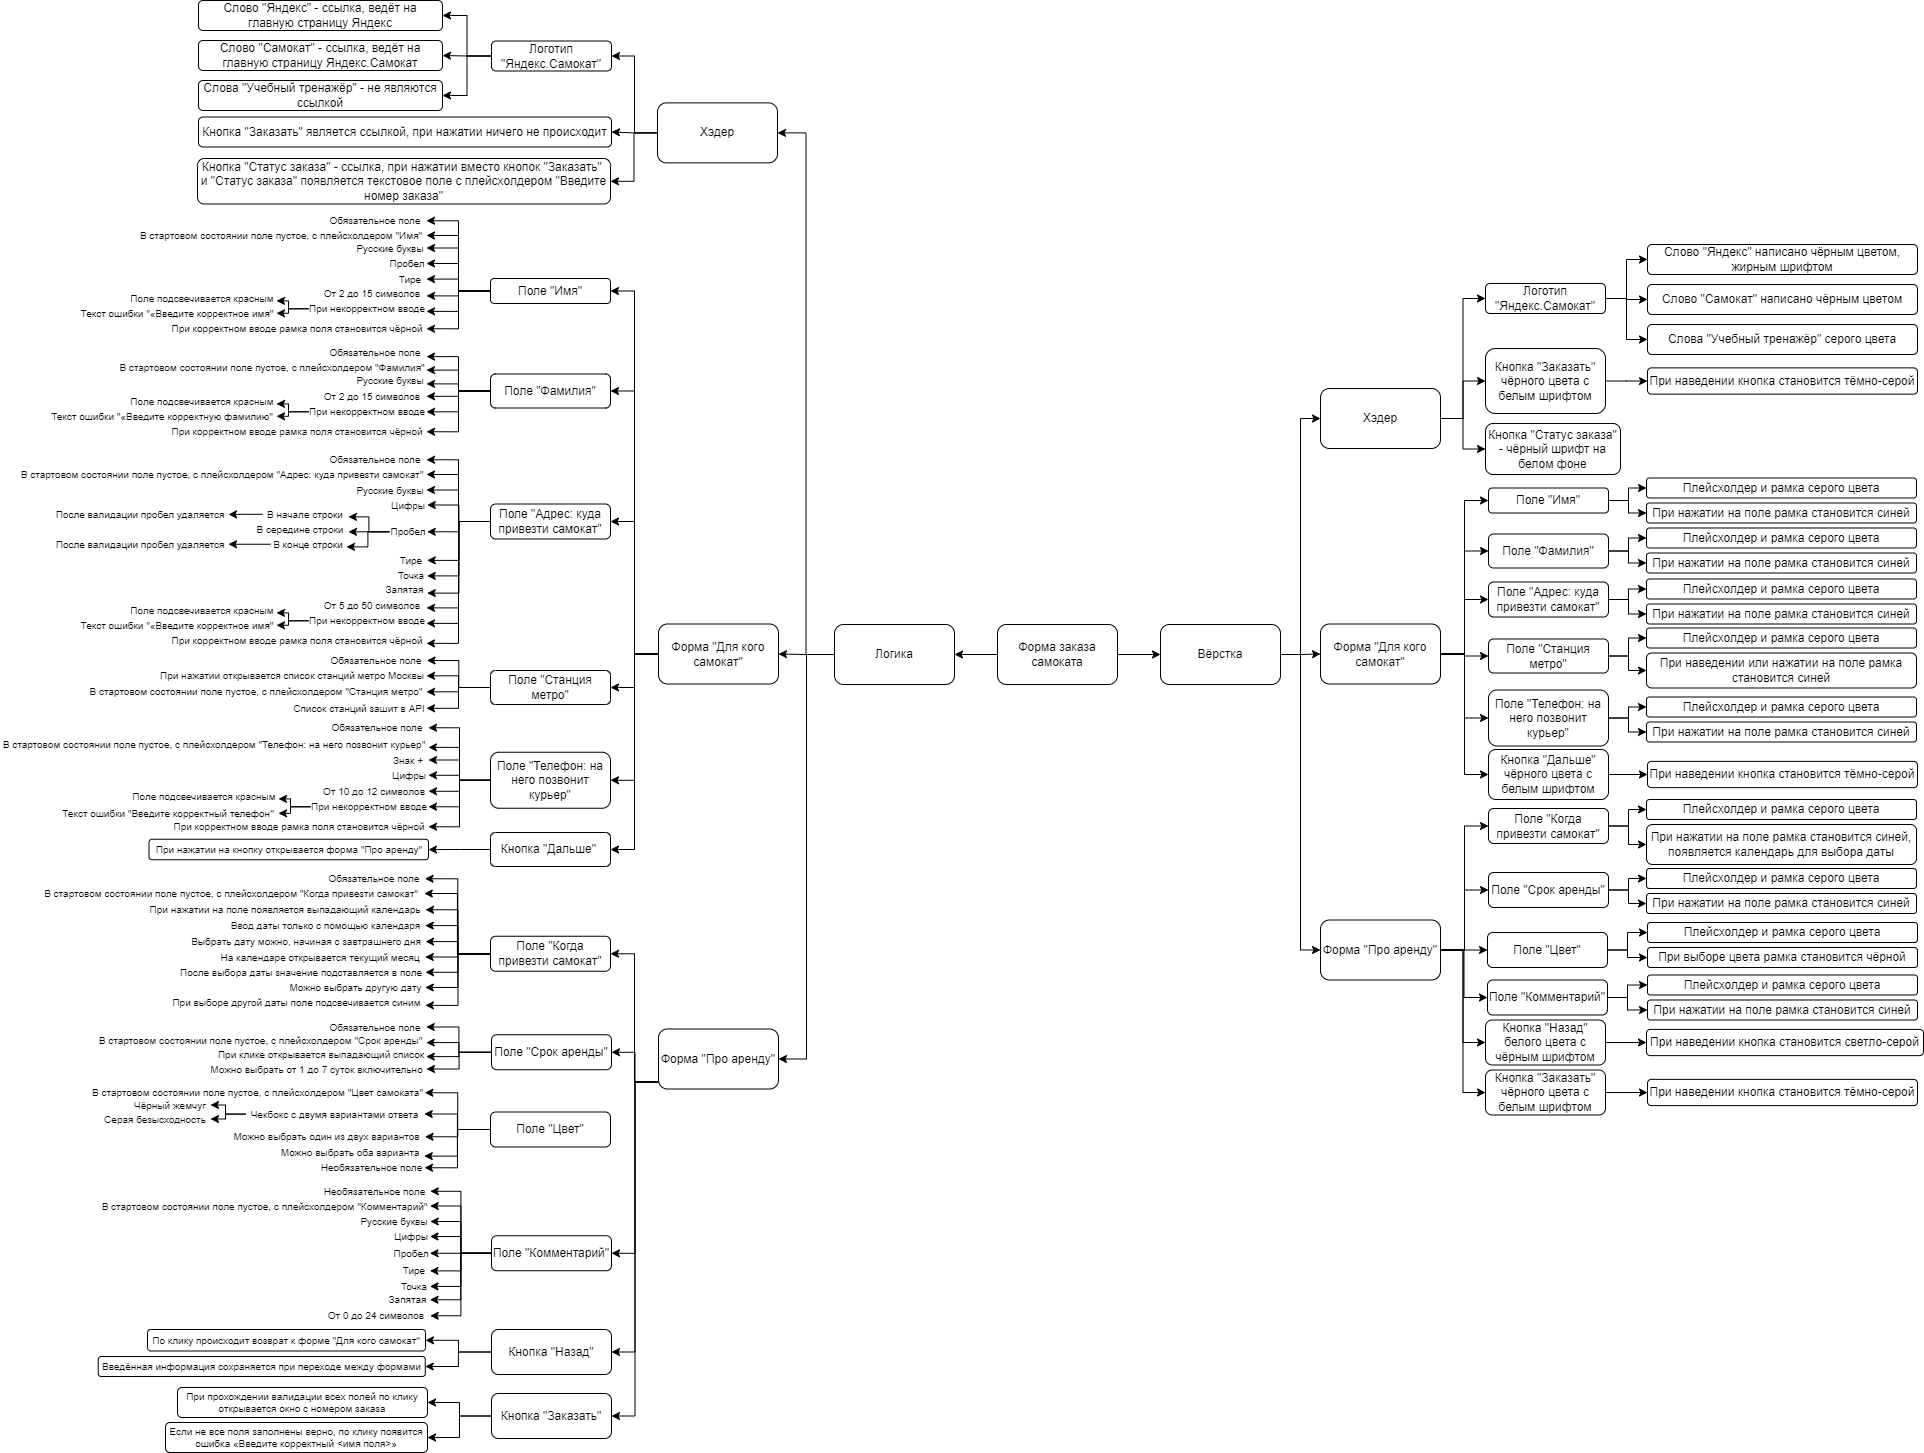 Слово "Яндекс" - ссылка, ведёт на
главную страницу Яндекс
Слово "Самокат" - ссылка, ведёт на
главную страницу Яндекс.Самокат
Слова "Учебный тренажёр" - не являются
ссылкой
Логотип
"Яндекс.Самокат"
Кнопка "Заказать" является ссылкой, при нажатии ничего не происходит
Кнопка "Статус заказа" - ссылка, при нажатии вместо кнопок "Заказать"
и "Статус заказа" появляется текстовое поле с плейсхолдером "Введите
номер заказа"
Хэдер
Обязательное поле
В стартовом состоянии поле пустое, с плейсхолдером "Имя"
Русские буквы
Пробел
Тире
От 2 до 15 символов
Поле подсвечивается красным
Текст ошибки "«Введите корректное имя"
При некорректном вводе
При корректном вводе рамка поля становится чёрной
Поле "Имя"
Обязательное поле
В стартовом состоянии поле пустое, с плейсхолдером "Фамилия"
Русские буквы
От 2 до 15 символов
Поле подсвечивается красным
Текст ошибки "«Введите корректную фамилию"
При некорректном вводе
При корректном вводе рамка поля становится чёрной
Поле "Фамилия"
Обязательное поле
В стартовом состоянии поле пустое, с плейсхолдером "Адрес: куда привезти самокат"
Русские буквы
Цифры
После валидации пробел удаляется
В начале строки
В середине строки
Пробел
После валидации пробел удаляется
В конце строки
Тире
Точка
Запятая
От 5 до 50 символов
Поле подсвечивается красным
Текст ошибки "«Введите корректное имя"
При некорректном вводе
При корректном вводе рамка поля становится чёрной
Поле "Адрес: куда
привезти самокат"
Обязательное поле
При нажатии открывается список станций метро Москвы
В стартовом состоянии поле пустое, с плейсхолдером "Станция метро"
Список станций зашит в API
Поле "Станция
метро"
Обязательное поле
В стартовом состоянии поле пустое, с плейсхолдером "Телефон: на него позвонит курьер"
Знак +
Цифры
От 10 до 12 символов
Поле подсвечивается красным
Текст ошибки "Введите корректный телефон"
При некорректном вводе
При корректном вводе рамка поля становится чёрной
Поле "Телефон: на
него позвонит
курьер"
При нажатии на кнопку открывается форма "Про аренду"
Кнопка "Дальше"
Форма "Для кого
самокат"
Логика
Форма заказа
самоката
Вёрстка
Обязательное поле
В стартовом состоянии поле пустое, с плейсхолдером "Когда привезти самокат"
При нажатии на поле появляется выпадающий календарь
Ввод даты только с помощью календаря
Выбрать дату можно, начиная с завтрашнего дня
На календаре открывается текущий месяц
После выбора даты значение подставляется в поле
Можно выбрать другую дату
При выборе другой даты поле подсвечивается синим
Поле "Когда
привезти самокат"
Обязательное поле
В стартовом состоянии поле пустое, с плейсхолдером "Срок аренды"
При клике открывается выпадающий список
Можно выбрать от 1 до 7 суток включительно
Поле "Срок аренды"
В стартовом состоянии поле пустое, с плейсхолдером "Цвет самоката"
Чёрный жемчуг
Серая безысходность
Чекбокс с двумя вариантами ответа
Можно выбрать один из двух вариантов
Можно выбрать оба варианта
Необязательное поле
Поле "Цвет"
Необязательное поле
В стартовом состоянии поле пустое, с плейсхолдером "Комментарий"
Русские буквы
Цифры
Пробел
Тире
Точка
Запятая
От 0 до 24 символов
Поле "Комментарий"
По клику происходит возврат к форме "Для кого самокат"
Введённая информация сохраняется при переходе между формами
Кнопка "Назад"
При прохождении валидации всех полей по клику
открывается окно с номером заказа
Если не все поля заполнены верно, по клику появится
ошибка «Введите корректный <имя поля>»
Кнопка "Заказать"
Форма "Про аренду"
Хэдер
Логотип
"Яндекс.Самокат"
Слово "Яндекс" написано чёрным цветом,
жирным шрифтом
Слово "Самокат" написано чёрным цветом
Слова "Учебный тренажёр" серого цвета
Кнопка "Заказать"
чёрного цвета с
белым шрифтом
При наведении кнопка становится тёмно-серой
Кнопка "Статус заказа"
- чёрный шрифт на
белом фоне
Форма "Для кого
самокат"
Поле "Имя"
Плейсхолдер и рамка серого цвета
При нажатии на поле рамка становится синей
Поле "Фамилия"
Плейсхолдер и рамка серого цвета
При нажатии на поле рамка становится синей
Поле "Адрес: куда
привезти самокат"
Плейсхолдер и рамка серого цвета
При нажатии на поле рамка становится синей
Поле "Станция
метро"
Плейсхолдер и рамка серого цвета
При наведении или нажатии на поле рамка
становится синей
Поле "Телефон: на
него позвонит
курьер"
Плейсхолдер и рамка серого цвета
При нажатии на поле рамка становится синей
Кнопка "Дальше"
чёрного цвета с
белым шрифтом
При наведении кнопка становится тёмно-серой
Форма "Про аренду"
Поле "Когда
привезти самокат"
Плейсхолдер и рамка серого цвета
При нажатии на поле рамка становится синей,
появляется календарь для выбора даты
Поле "Срок аренды"
Плейсхолдер и рамка серого цвета
При нажатии на поле рамка становится синей
Поле "Цвет"
Плейсхолдер и рамка серого цвета
При выборе цвета рамка становится чёрной
Поле "Комментарий"
Плейсхолдер и рамка серого цвета
При нажатии на поле рамка становится синей
Кнопка "Назад"
белого цвета с
чёрным шрифтом
При наведении кнопка становится светло-серой
Кнопка "Заказать"
чёрного цвета с
белым шрифтом
При наведении кнопка становится тёмно-серой